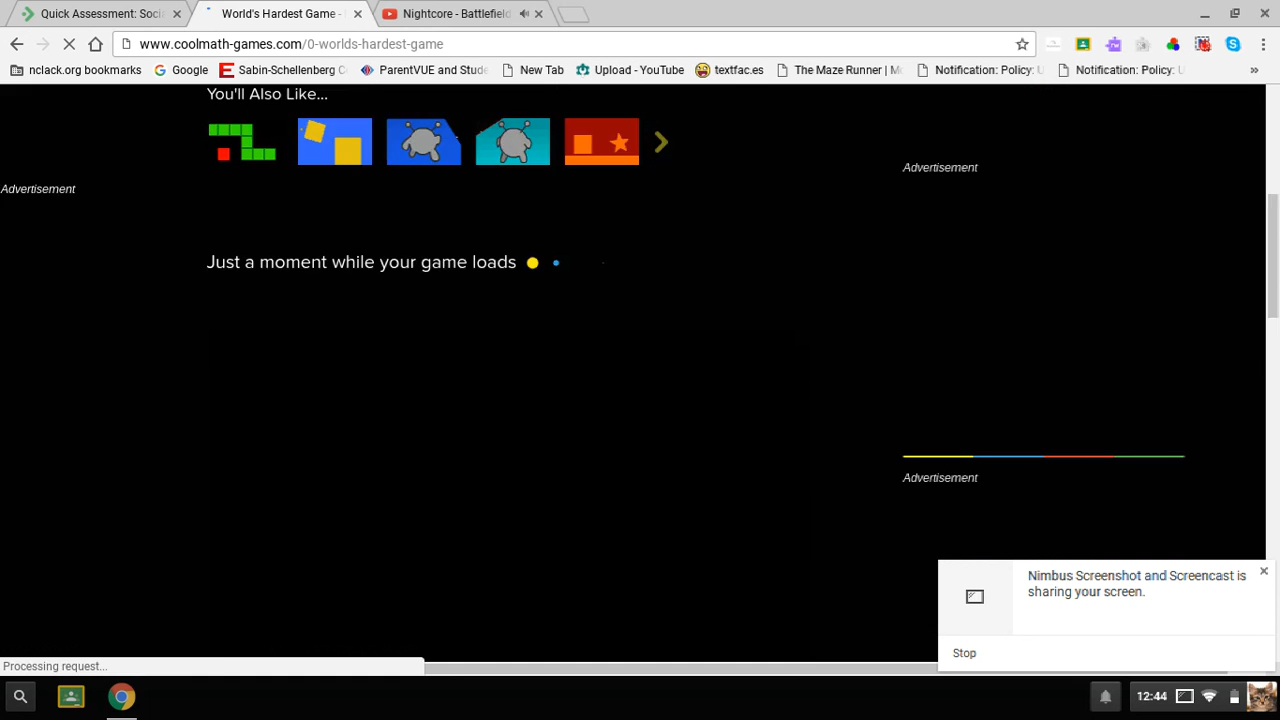 Quick Assessment: Soci
World's Hardest Game -
Nightcore - Battlefield
www.coolmath-games.com/0-worlds-hardest-game
nclack.org bookmarks
Google
Sabin-Schellenberg C
ParentVUE and Stude
New Tab
Upload - YouTube
textfac.es
The Maze Runner | Mo
Notification: Policy: U
Notification: Policy: U
»
You'll Also Like...
Advertisement
Advertisement
Just a moment while your game loads
Advertisement
Nimbus Screenshot and Screencast is
sharing your screen.
Stop
Processing request...
12:44